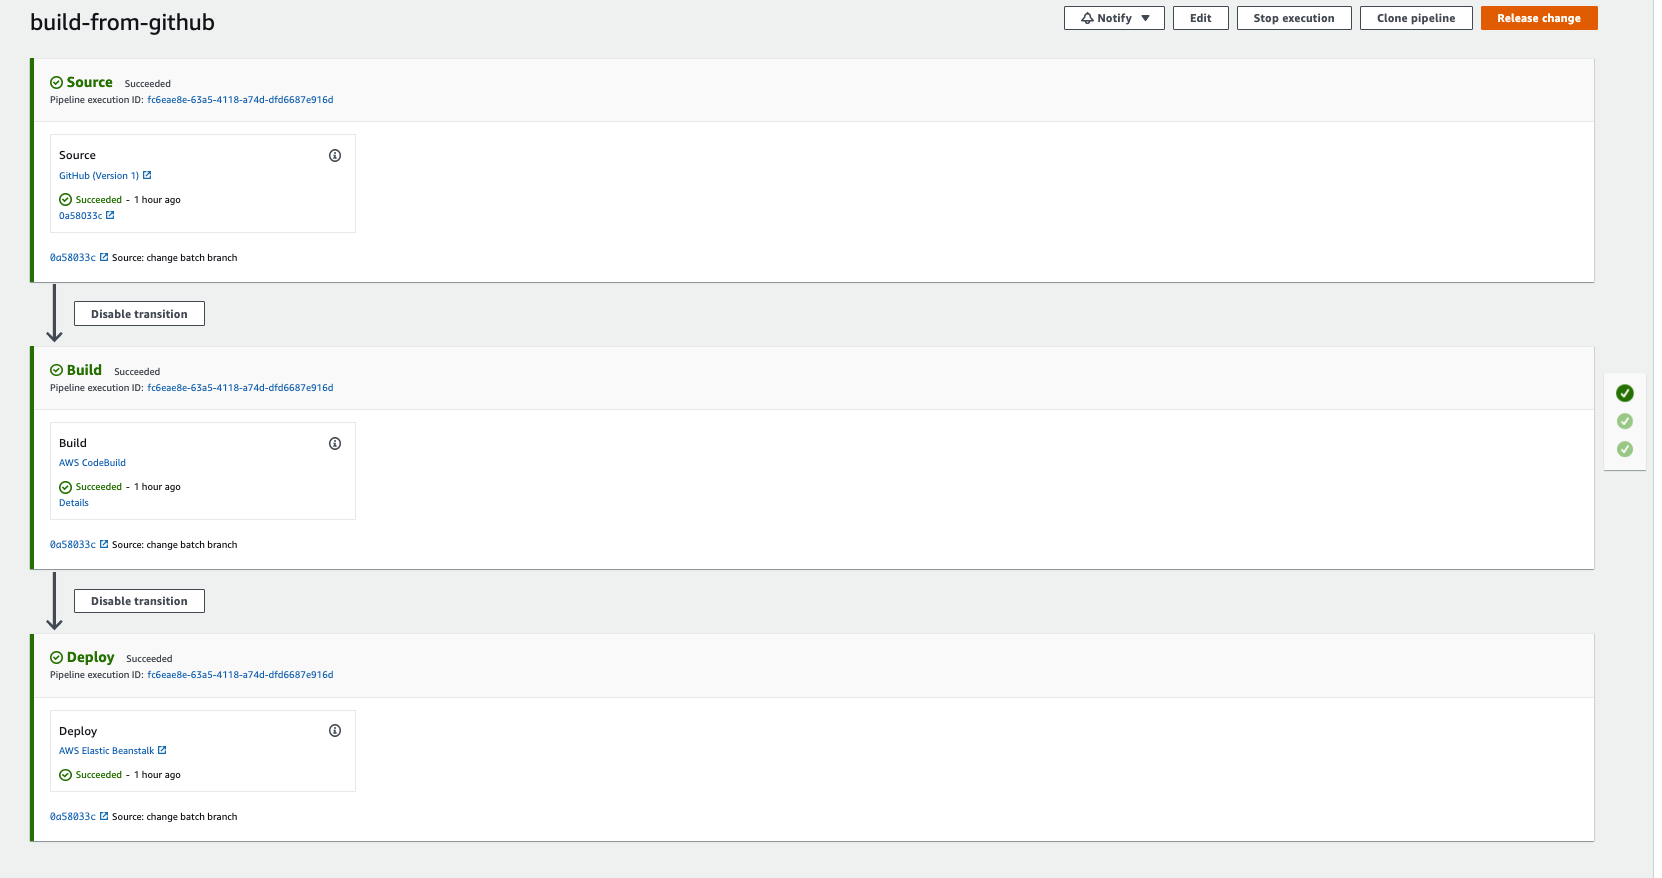 build-from-github
Notify
Edit
Stop execution
Clone pipeline
Release change
Source Succeeded
Pipeline execution ID: fc6eae8e-63a5-4118-a74d-dfd6687e916d
Source
GitHub (Version 1)
Succeeded - 1 hour ago
0a58033c
0a58033c Source: change batch branch
Disable transition
Build Succeeded
Pipeline execution ID: fc6eae8e-63a5-4118-a74d-dfd6687e916d
Build
AWS CodeBuild
Succeeded - 1 hour ago
Details
0a58033c Source: change batch branch
Disable transition
Deploy Succeeded
Pipeline execution ID: fc6eae8e-63a5-4118-a74d-dfd6687e916d
Deploy
AWS Elastic Beanstalk
Succeeded - 1 hour ago
0a58033c Source: change batch branch